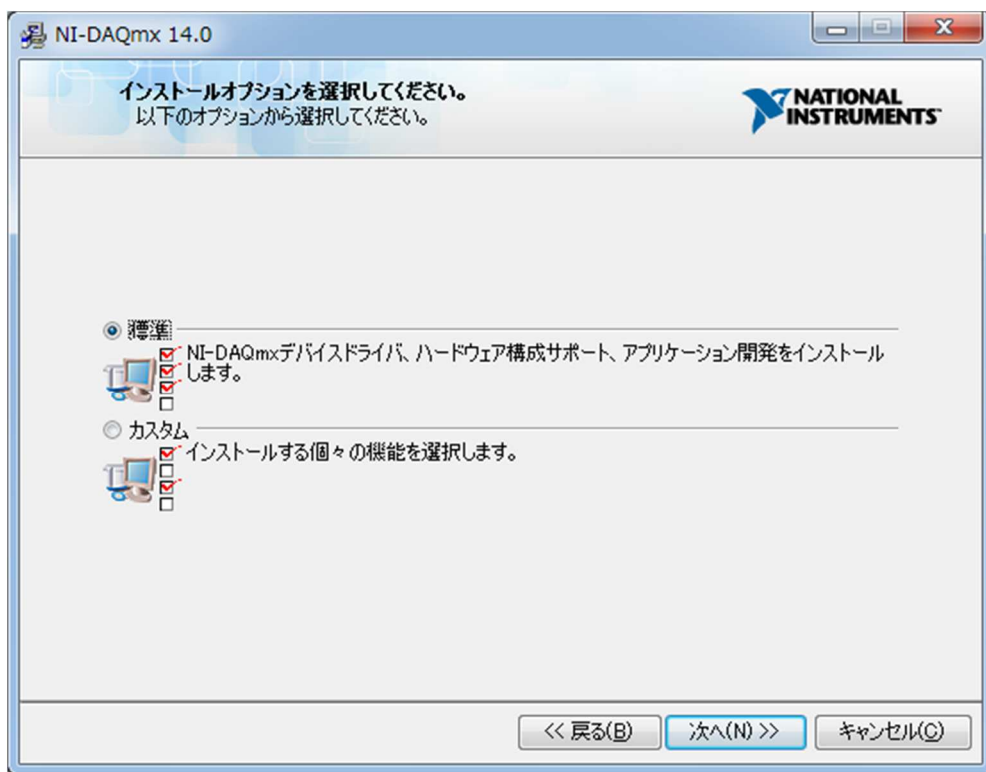 NI-DAQmx 14.0
インストールオプションを選択してください。
以下のオプションから選択してください。
NATIONAL
INSTRUMENTS
標準
NI-DAQmxデバイスドライバ、ハードウェア構成サポート、アプリケーション開発をインストール
します。
カスタム
インストールする個々の機能を選択します。
<< 戻る(B)
次へ(N) >>
キャンセル(C)